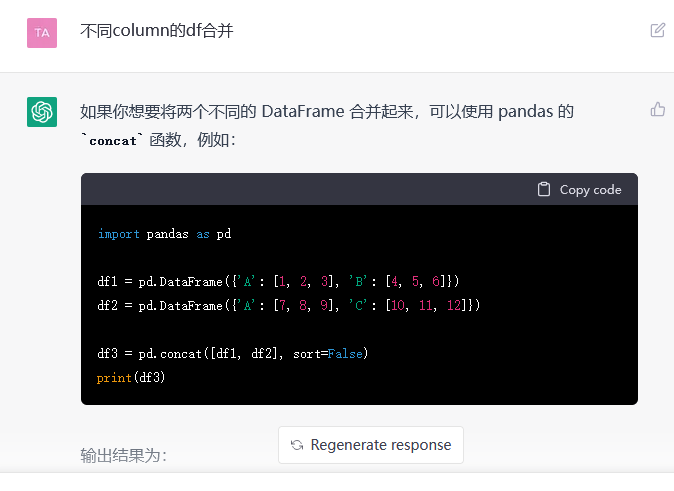 TA
不同column的df合并
如果你想要将两个不同的 DataFrame 合并起来，可以使用 pandas 的
`concat` 函数，例如：
Copy code
import pandas as pd
df1 = pd.DataFrame({'A': [1, 2, 3], 'B': [4, 5, 6]})
df2 = pd.DataFrame({'A': [7, 8, 9], 'C': [10, 11, 12]})
df3 = pd.concat([df1, df2], sort=False)
print(df3)
Regenerate response
输出结果为：